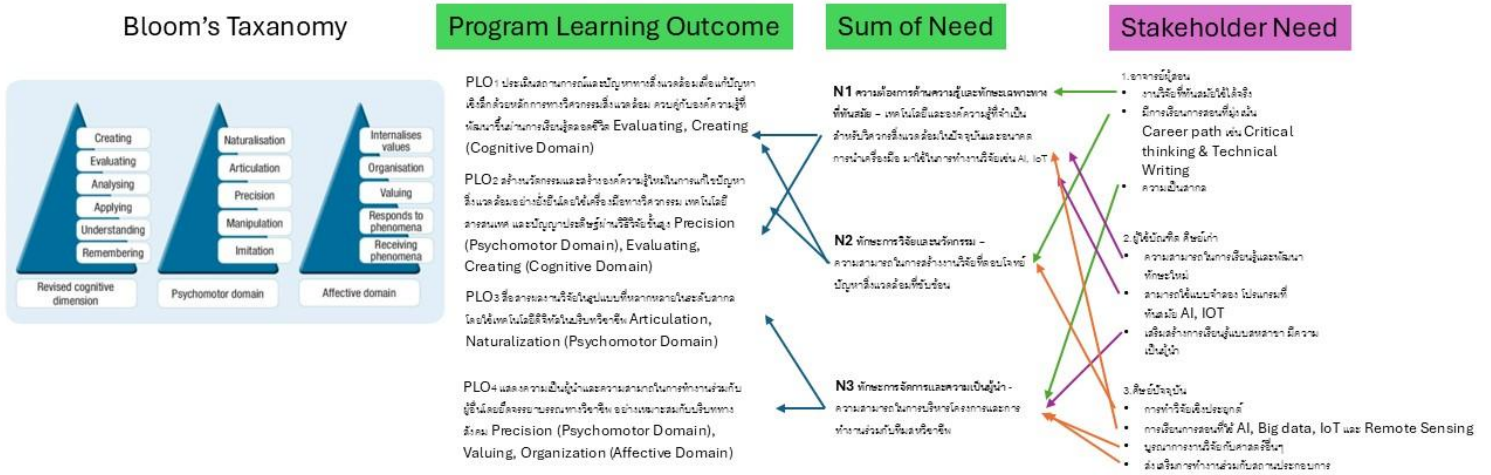 Bloom's Taxanomy
Program Learning Outcome
Sum of Need
Stakeholder Need
Creating
Evaluating
Analysing
Applying
Understanding
Remembering
Revised cognitive
dimension
Naturalisation
Articulation
Precision
Manipulation
Imitation
Psychomotor domain
Internalises
values
Organisation
Valuing
Responds to
phenomena
Receiving
phenomena
Affective domain
PLO1 ประเมินสถานการณ์และปัญหาทางสิ่งแวดล้อมเพื่อแก้ปัญหา
เชิงลึกด้วยหลักการทางวิศวกรรมสิ่งแวดล้อม ควบคู่กับองค์ความรู้ที่
พัฒนาขึ้นผ่านการเรียนรู้ตลอดชีวิต Evaluating, Creating
(Cognitive Domain)
PLO2 สร้างนวัตกรรมและสร้างองค์ความรู้ใหม่ในการแก้ไขปัญหา
สิ่งแวดล้อมอย่างยั่งยืนโดยใช้เครื่องมือทางวิศวกรรม เทคโนโลยี
สารสนเทศ และปัญญาประดิษฐ์ผ่านวิธีวิจัยขั้นสูง Precision
(Psychomotor Domain), Evaluating,
Creating (Cognitive Domain)
PLO3 สื่อสารผลงานวิจัยในรูปแบบที่หลากหลายในระดับสากล
โดยใช้เทคโนโลยีดิจิทัลในบริบทวิชาชีพ Articulation,
Naturalization (Psychomotor Domain)
PLO4 แสดงความเป็นผู้นำและความสามารถในการทำงานร่วมกับ
ผู้อื่นโดยยึดจรรยาบรรณทางวิชาชีพ อย่างเหมาะสมกับบริบททาง
สังคม Precision (Psychomotor Domain),
Valuing, Organization (Affective Domain)
N1 ความต้องการด้านความรู้และทักษะเฉพาะทาง
ที่ทันสมัย – เทคโนโลยีและองค์ความรู้ที่จำเป็น
สำหรับวิศวกรสิ่งแวดล้อมในปัจจุบันและอนาคต
การนำเครื่องมือ มาใช้ในการทำงานวิจัยเช่น AI, IoT
N2 ทักษะการวิจัยและนวัตกรรม –
ความสามารถในการสร้างงานวิจัยที่ตอบโจทย์
ปัญหาสิ่งแวดล้อมที่ซับซ้อน
N3 ทักษะการจัดการและความเป็นผู้นำ -
ความสามารถในการบริหารโครงการและการ
ทำงานร่วมกับทีมสหวิชาชีพ
1.อาจารย์ผู้สอน
▪ งานวิจัยที่ทันสมัยใช้ได้จริง
▪ มีการเรียนการสอนที่มุ่งเน้น
Career path เช่น Critical
thinking & Technical
Writing
▪ ความเป็นสากล
2.ผู้ใช้บัณฑิต ศิษย์เก่า
▪ ความสามารถในการเรียนรู้และพัฒนา
ทักษะใหม่
▪ สามารถใช้แบบจำลอง โปรแกรมที่
ทันสมัย AI, IOT
▪ เสริมสร้างการเรียนรู้แบบสหสาขา มีความ
เป็นผู้นำ
3.ศิษย์ปัจจุบัน
▪ การทำวิจัยเชิงประยุกต์
▪ การเรียนการสอนที่ใช้ AI, Big data, IoT และ Remote Sensing
▪ บูรณาการงานวิจัยกับศาสตร์อื่นๆ
▪ ส่งเสริมการทำงานร่วมกับสถานประกอบการ